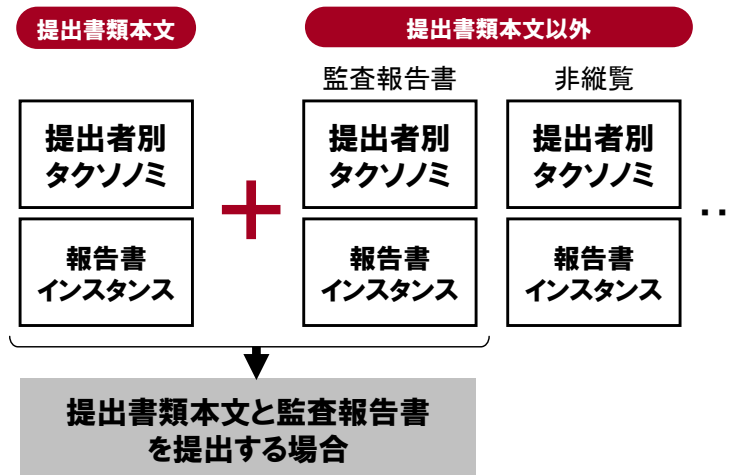 提出書類本文
提出書類本文以外
監査報告書
非縦覧
提出者別
タクソノミ
提出者別
タクソノミ
提出者別
タクソノミ
+
‥
報告書
インスタンス
報告書
インスタンス
報告書
インスタンス
提出書類本文と監査報告書
を提出する場合